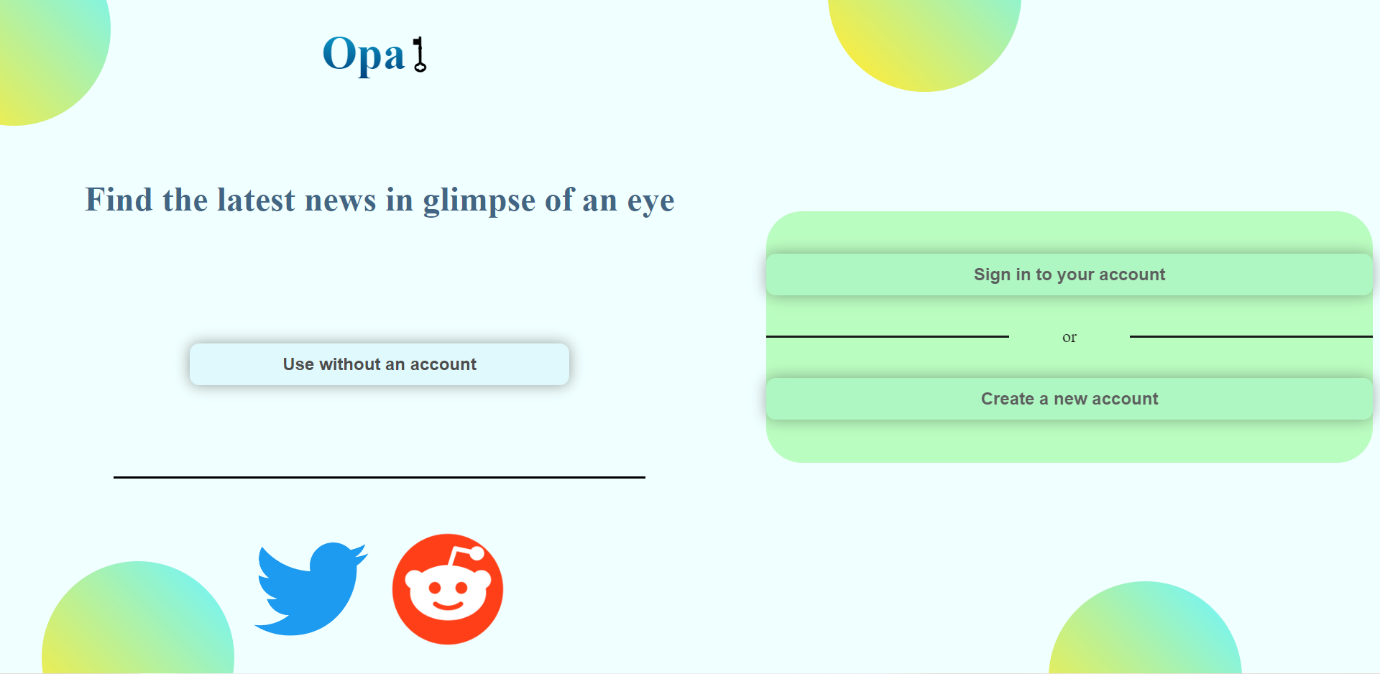 Opa
Find the latest news in glimpse of an eye
Use without an account
Sign in to your account
or
Create a new account